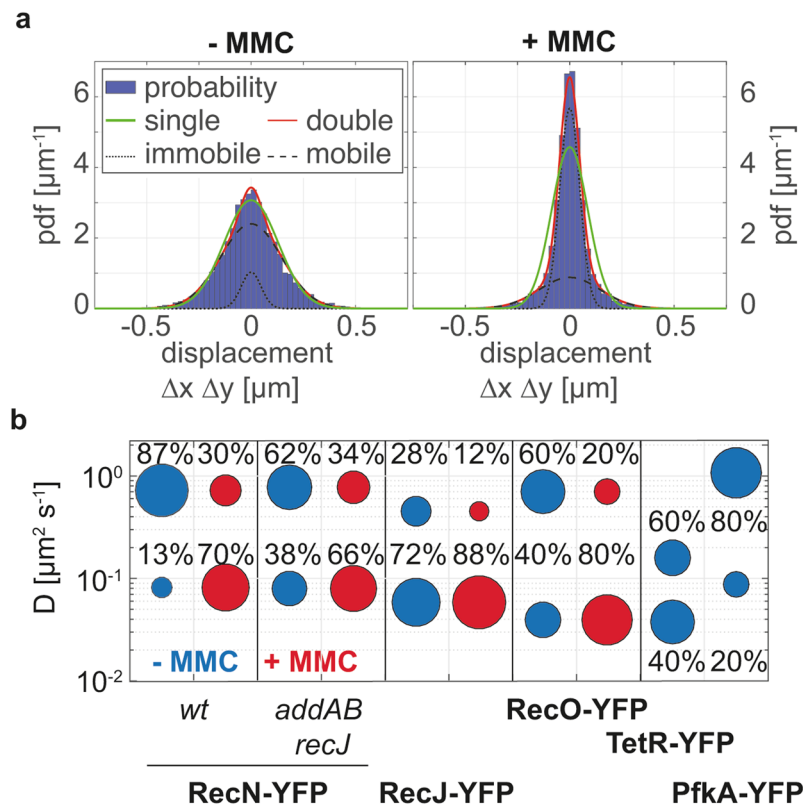 a
- MMC
+ MMC
probability
single
double
immobile
mobile
pdf [µm⁻¹]
6
4
2
0
-0.5 0 0.5
displacement
Δx Δy [µm]
6
4
2
0
pdf [µm⁻¹]
-0.5 0 0.5
displacement
Δx Δy [µm]
b
D [µm² s⁻¹]
10⁰
10⁻¹
10⁻²
87% 30% 62% 34% 28% 12% 60% 20%
60% 80%
13% 70% 38% 66% 72% 88% 40% 80%
40% 20%
- MMC + MMC
wt
addAB
recJ
RecN-YFP
RecJ-YFP
RecO-YFP
TetR-YFP
PfkA-YFP